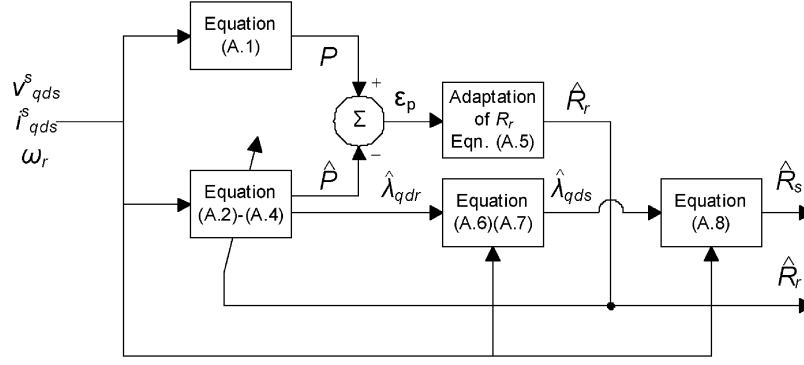 v^s_qds
i^s_qds
ω_r
Equation
(A.1)
P
+
Σ
−
P̂
ε_p
Adaptation
of R_r
Eqn. (A.5)
R̂_r
Equation
(A.2)-(A.4)
λ̂_qdr
Equation
(A.6)(A.7)
λ̂_qds
Equation
(A.8)
R̂_s
R̂_r